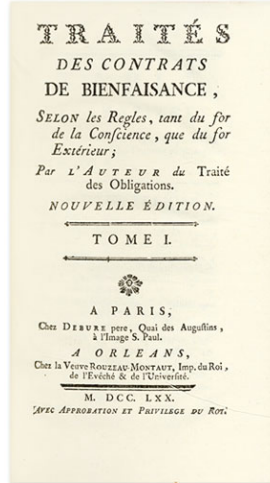 TRAITÉS
DES CONTRATS
DE BIENFAISANCE,
SELON les Regles, tant du for
de la Conscience, que du for
Extérieur;
Par L'AUTEUR du Traité
des Obligations.
NOUVELLE ÉDITION.
TOME I.
A PARIS,
Chez DEBURE pere, Quai des Augustins,
à l'Image S. Paul.
A ORLEANS,
Chez la Veuve ROUZEAU-MONTAUT, Imp. du Roi,
de l'Evéché & de l'Université.
M. DCC. LXX.
AVEC APPROBATION ET PRIVILEGE DU ROI.